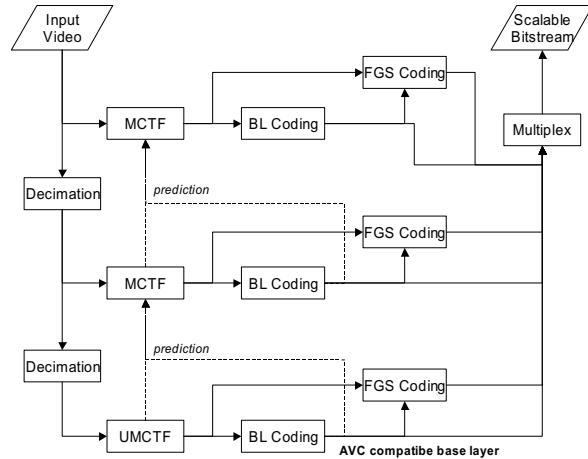 Input
Video
Scalable
Bitstream
FGS Coding
MCTF
BL Coding
Multiplex
Decimation
prediction
FGS Coding
MCTF
BL Coding
prediction
Decimation
FGS Coding
UMCTF
BL Coding
AVC compatibe base layer